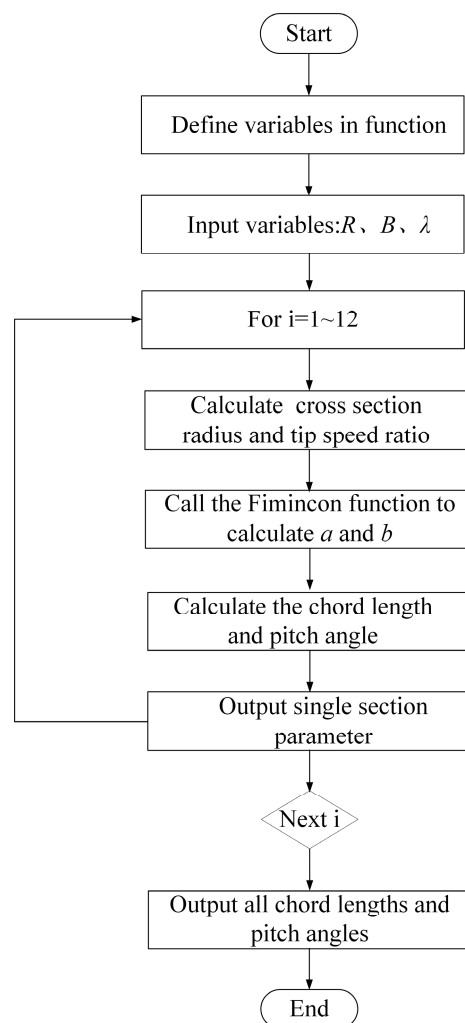 Start
Define variables in function
Input variables:R、B、λ
For i=1~12
Calculate cross section
radius and tip speed ratio
Call the Fimincon function to
calculate a and b
Calculate the chord length
and pitch angle
Output single section
parameter
Next i
Output all chord lengths and
pitch angles
End